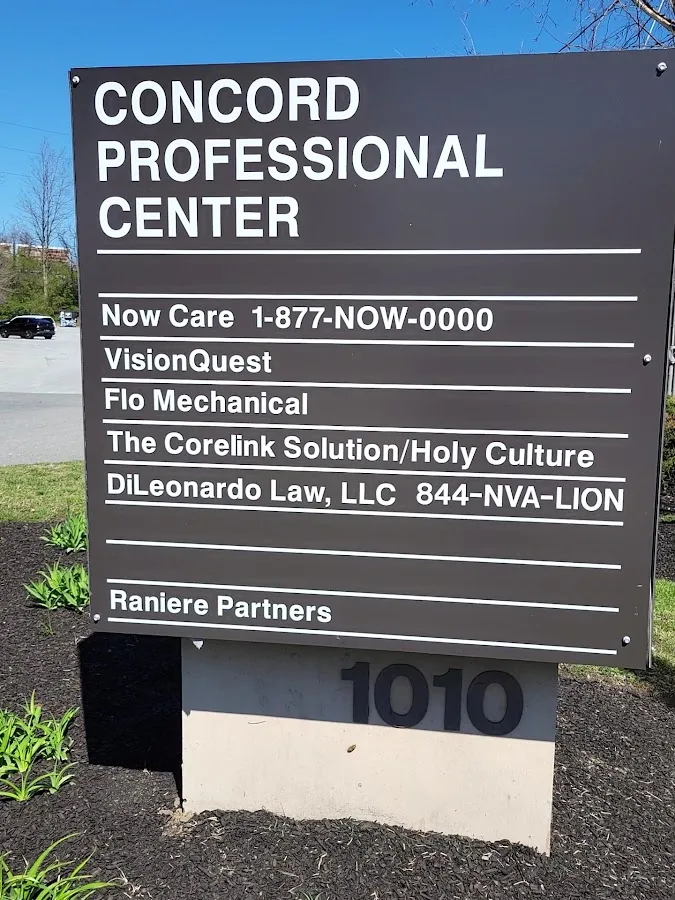 CONCORD
PROFESSIONAL
CENTER
Now Care 1-877-NOW-0000
VisionQuest
Flo Mechanical
The Corelink Solution/Holy Culture
DiLeonardo Law, LLC 844-NVA-LION
Raniere Partners
1010